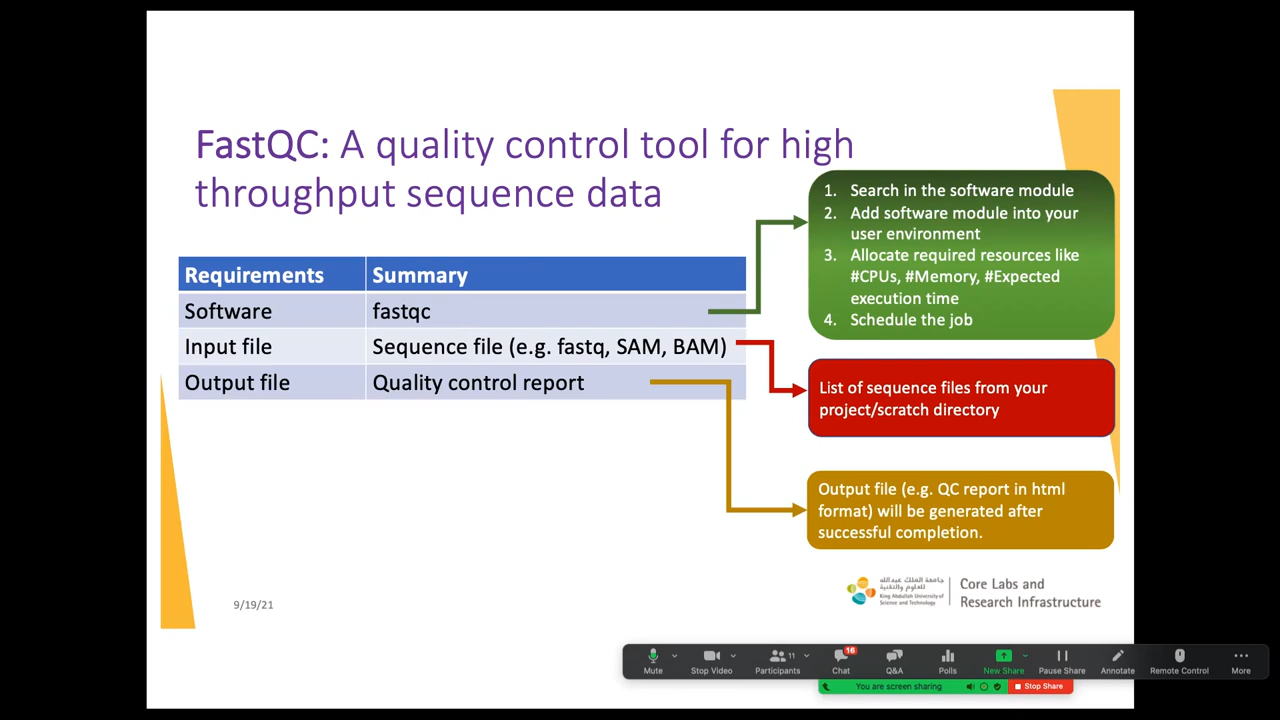 FastQC: A quality control tool for high
throughput sequence data
Requirements Summary
Software fastqc
Input file Sequence file (e.g. fastq, SAM, BAM)
Output file Quality control report
1. Search in the software module
2. Add software module into your
user environment
3. Allocate required resources like
#CPUs, #Memory, #Expected
execution time
4. Schedule the job
List of sequence files from your
project/scratch directory
Output file (e.g. QC report in html
format) will be generated after
successful completion.
9/19/21
جامعة الملك عبدالله
للعلوم والتقنية
King Abdullah University of
Science and Technology
Core Labs and
Research Infrastructure
Mute
Stop Video
11
Participants
16
Chat
Q&A
Polls
New Share
Pause Share
Annotate
Remote Control
More
You are screen sharing
Stop Share